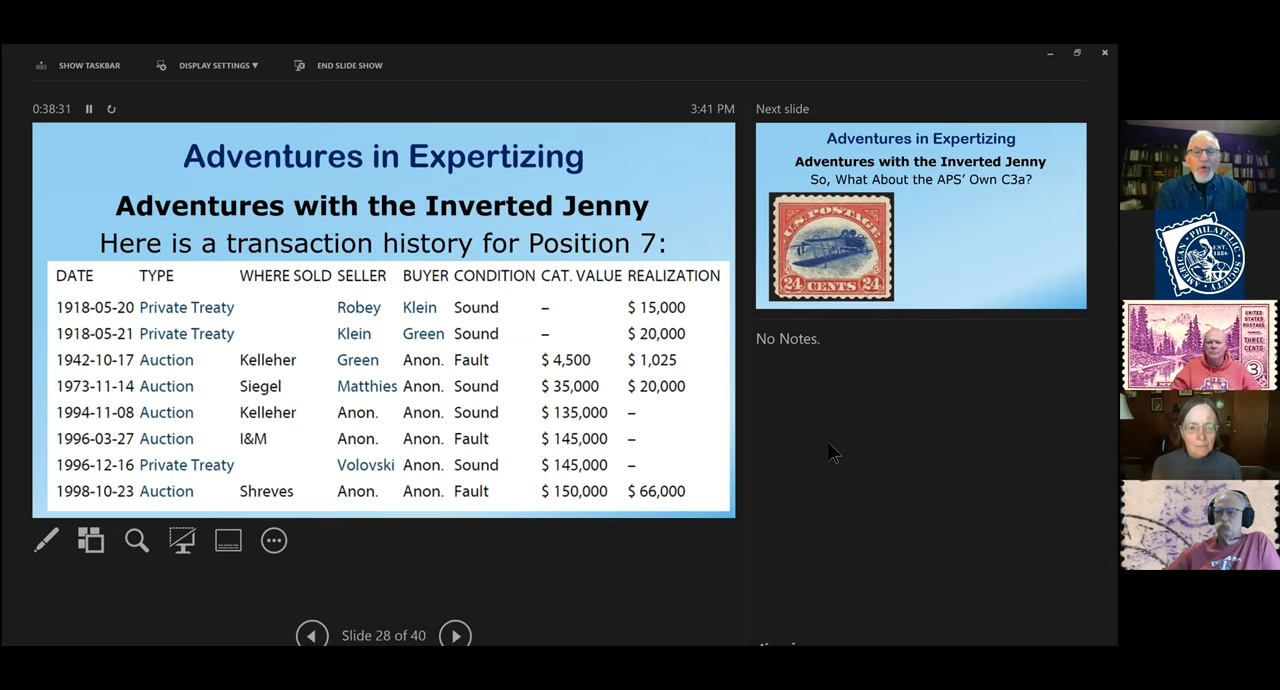 SHOW TASKBAR DISPLAY SETTINGS ▼ END SLIDE SHOW
0:38:31 3:41 PM
Adventures in Expertizing
Adventures with the Inverted Jenny
Here is a transaction history for Position 7:
DATE TYPE WHERE SOLD SELLER BUYER CONDITION CAT. VALUE REALIZATION
1918-05-20 Private Treaty Robey Klein Sound – $ 15,000
1918-05-21 Private Treaty Klein Green Sound – $ 20,000
1942-10-17 Auction Kelleher Green Anon. Fault $ 4,500 $ 1,025
1973-11-14 Auction Siegel Matthies Anon. Sound $ 35,000 $ 20,000
1994-11-08 Auction Kelleher Anon. Anon. Sound $ 135,000 –
1996-03-27 Auction I&M Anon. Anon. Fault $ 145,000 –
1996-12-16 Private Treaty Volovski Anon. Sound $ 145,000 –
1998-10-23 Auction Shreves Anon. Anon. Fault $ 150,000 $ 66,000
Slide 28 of 40
Next slide
Adventures in Expertizing
Adventures with the Inverted Jenny
So, What About the APS' Own C3a?
U.S. POSTAGE
24 CENTS 24
No Notes.
AMERICAN PHILATELIC SOCIETY
EST. 1886
UNITED STATES POSTAGE
THREE CENTS
3